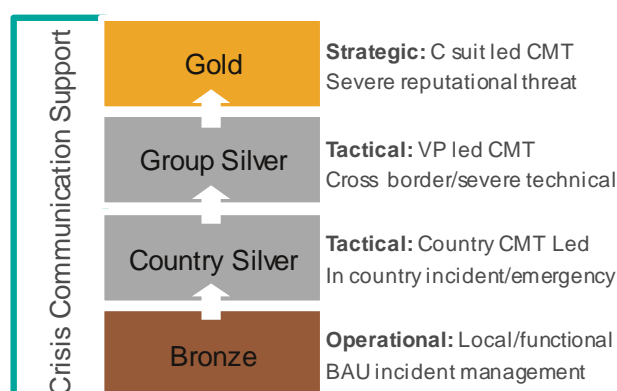 Crisis Communication Support
Gold
Strategic: C suit led CMT
Severe reputational threat
Group Silver
Tactical: VP led CMT
Cross border/severe technical
Country Silver
Tactical: Country CMT Led
In country incident/emergency
Bronze
Operational: Local/functional
BAU incident management